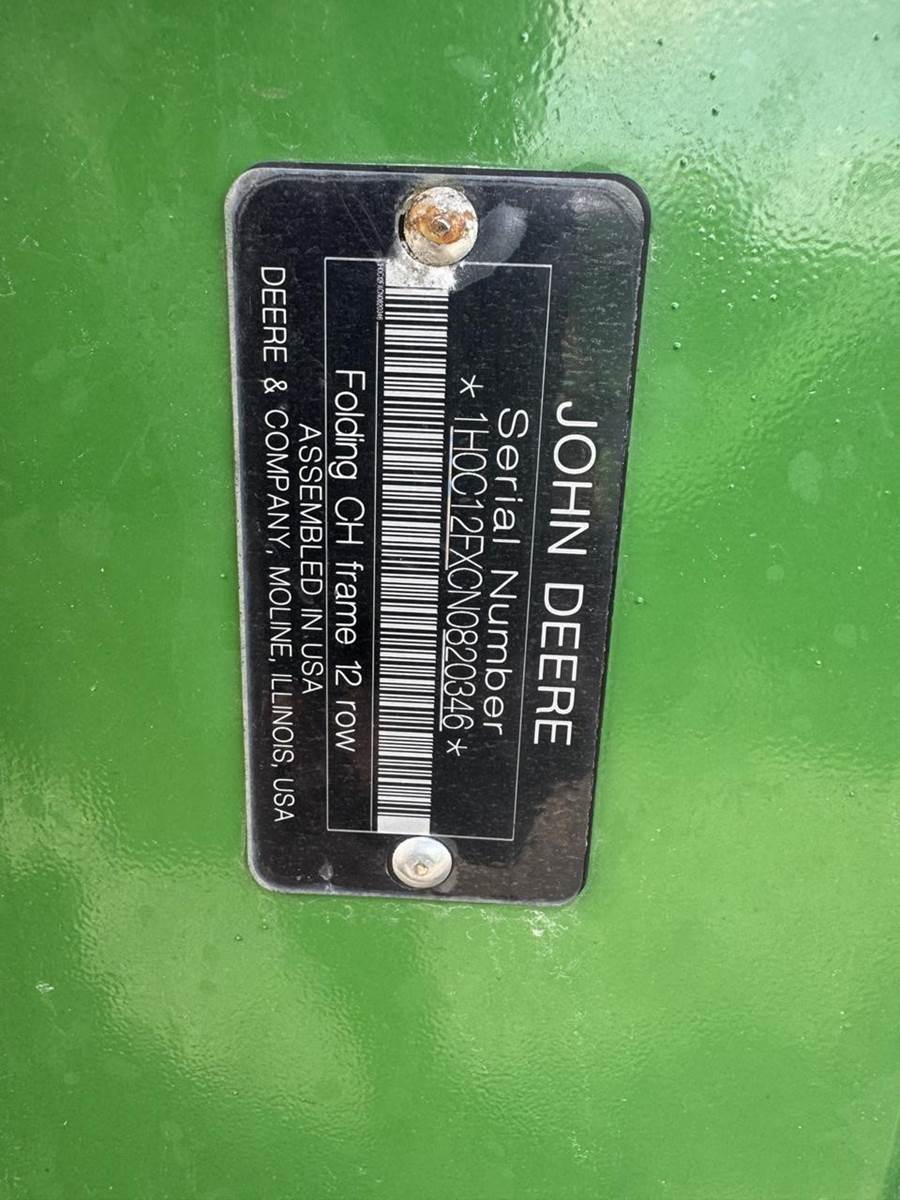 JOHN DEERE
Serial Number
*1H0C12FXCN0820346*
Folding CH frame 12 row
ASSEMBLED IN USA
DEERE & COMPANY, MOLINE, ILLINOIS, USA